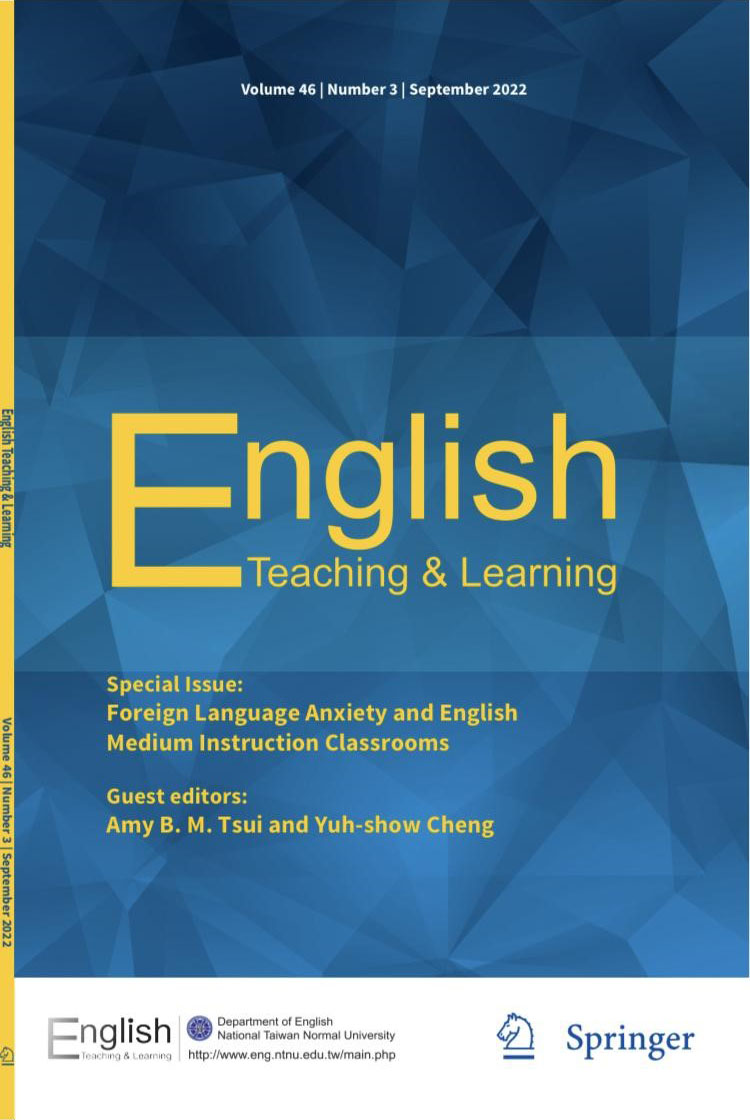 Volume 46 | Number 3 | September 2022
English
Teaching & Learning
Special Issue:
Foreign Language Anxiety and English
Medium Instruction Classrooms
Guest editors:
Amy B. M. Tsui and Yuh-show Cheng
English Teaching & Learning
Volume 46 | Number 3 | September 2022
English
Teaching & Learning
Department of English
National Taiwan Normal University
http://www.eng.ntnu.edu.tw/main.php
Springer